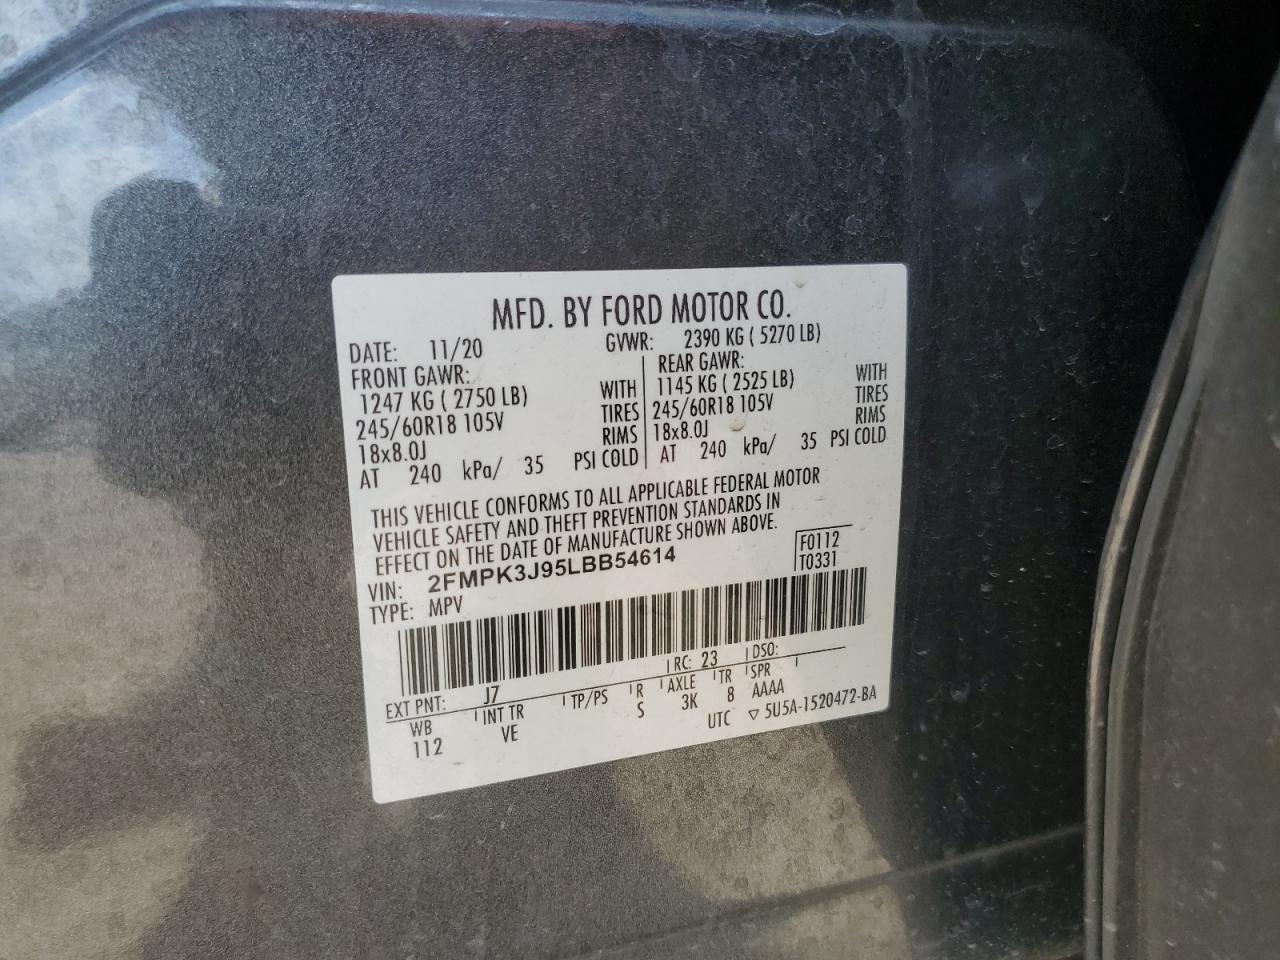 MFD. BY FORD MOTOR CO.
DATE: 11/20 GVWR: 2390 KG ( 5270 LB)
FRONT GAWR: REAR GAWR:
1247 KG ( 2750 LB) WITH 1145 KG ( 2525 LB) WITH
245/60R18 105V TIRES 245/60R18 105V TIRES
18x8.0J RIMS 18x8.0J RIMS
AT 240 kPa/ 35 PSI COLD AT 240 kPa/ 35 PSI COLD
THIS VEHICLE CONFORMS TO ALL APPLICABLE FEDERAL MOTOR
VEHICLE SAFETY AND THEFT PREVENTION STANDARDS IN
EFFECT ON THE DATE OF MANUFACTURE SHOWN ABOVE.
VIN: 2FMPK3J95LBB54614 F0112
TYPE: MPV T0331
EXT PNT: J7 RC: 23 DSO:
WB INT TR TP/PS R AXLE TR SPR
112 VE S 3K 8 AAAA
UTC ▽ 5U5A-1520472-BA